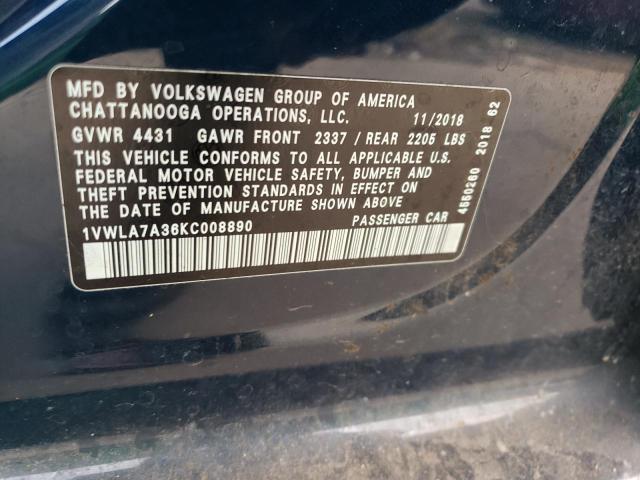 MFD BY VOLKSWAGEN GROUP OF AMERICA
CHATTANOOGA OPERATIONS, LLC. 11/2018
GVWR 4431 GAWR FRONT 2337 / REAR 2205 LBS
THIS VEHICLE CONFORMS TO ALL APPLICABLE U.S.
FEDERAL MOTOR VEHICLE SAFETY, BUMPER AND
THEFT PREVENTION STANDARDS IN EFFECT ON
THE DATE OF MANUFACTURE SHOWN ABOVE
1VWLA7A36KC008890 PASSENGER CAR
4550260 2018 62